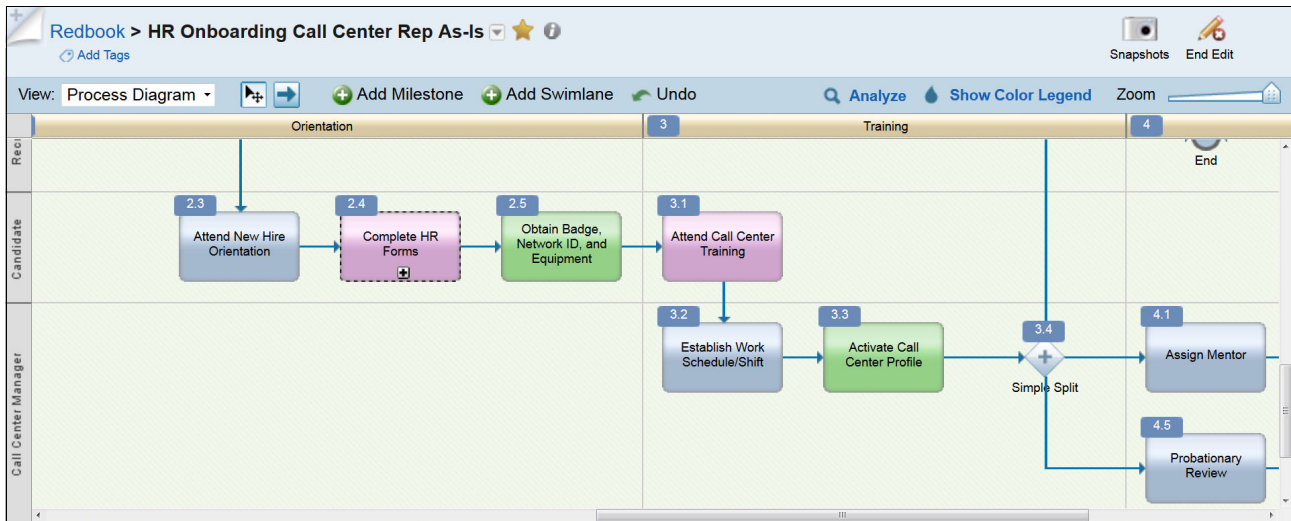 Redbook > HR Onboarding Call Center Rep As-Is
Add Tags
Snapshots
End Edit
View: Process Diagram
Add Milestone
Add Swimlane
Undo
Analyze
Show Color Legend
Zoom
Orientation
3
Training
4
End
Candidate
2.3
Attend New Hire
Orientation
2.4
Complete HR
Forms
2.5
Obtain Badge,
Network ID, and
Equipment
3.1
Attend Call Center
Training
Call Center Manager
3.2
Establish Work
Schedule/Shift
3.3
Activate Call
Center Profile
3.4
Simple Split
4.1
Assign Mentor
4.5
Probationary
Review